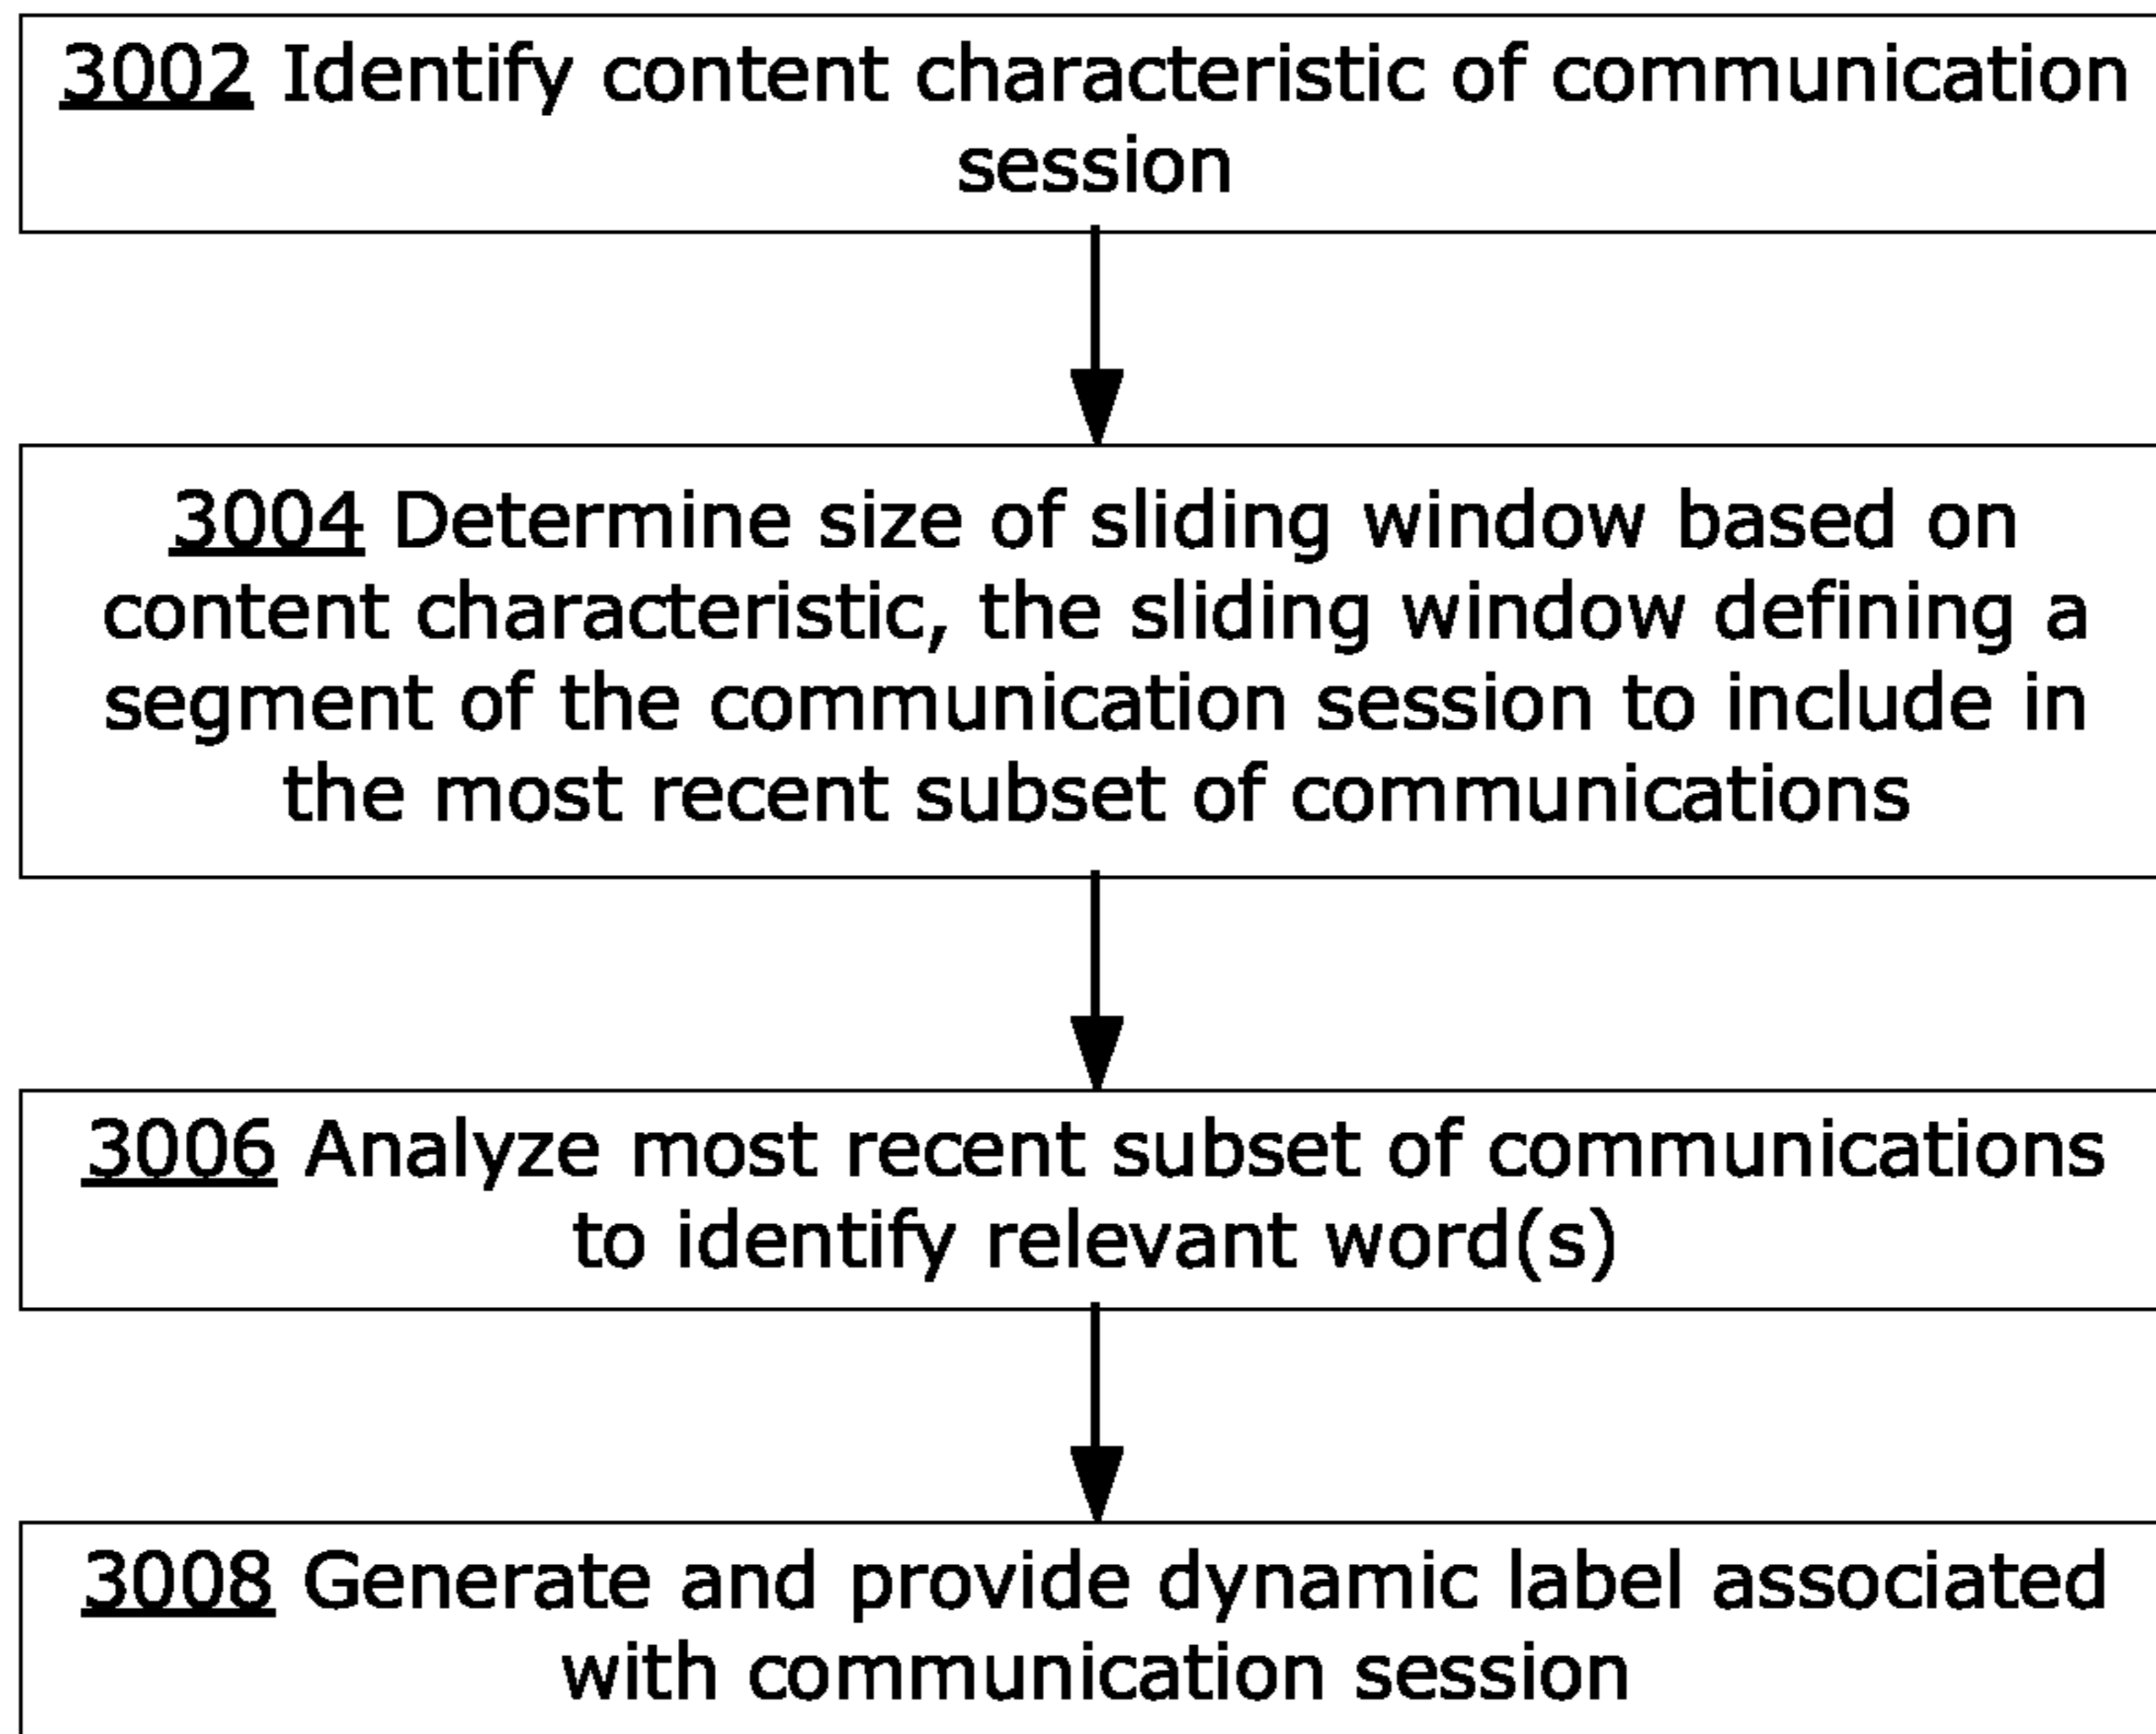 3002 Identify content characteristic of communication
session
3004 Determine size of sliding window based on
content characteristic, the sliding window defining a
segment of the communication session to include in
the most recent subset of communications
3006 Analyze most recent subset of communications
to identify relevant word(s)
3008 Generate and provide dynamic label associated
with communication session